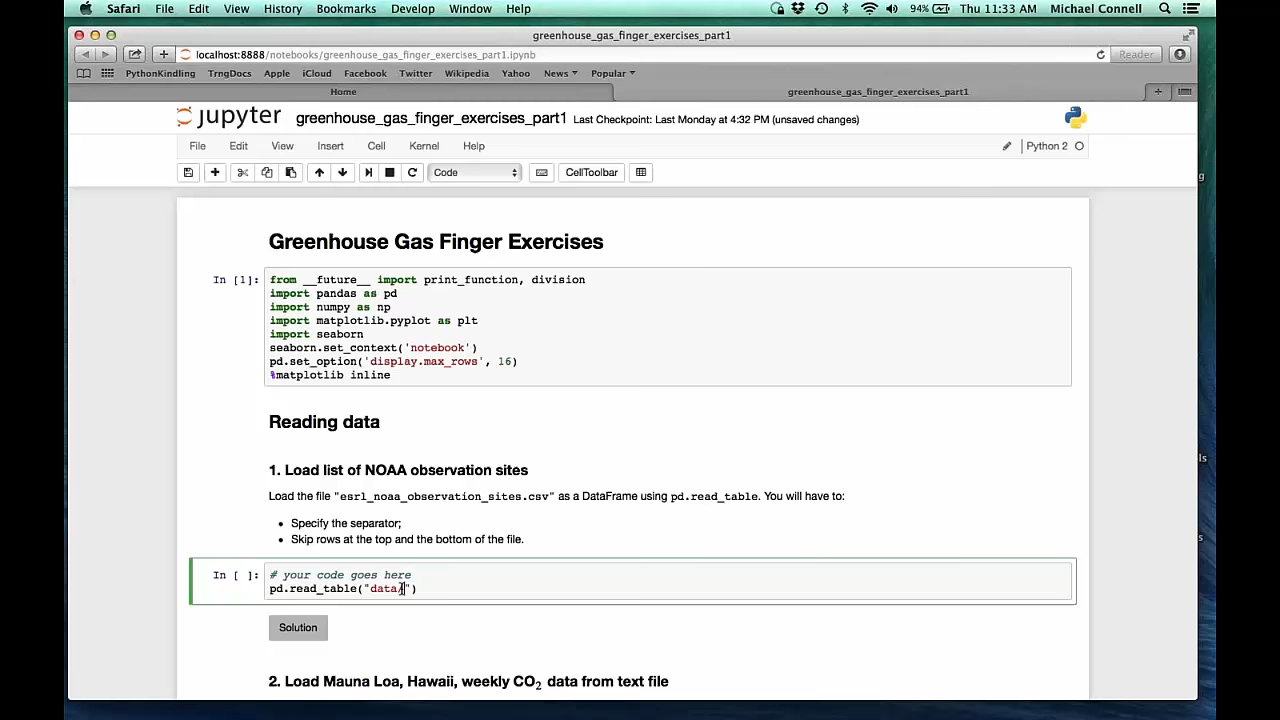 Safari File Edit View History Bookmarks Develop Window Help 94% Thu 11:33 AM Michael Connell
greenhouse_gas_finger_exercises_part1
localhost:8888/notebooks/greenhouse_gas_finger_exercises_part1.ipynb Reader
PythonKindling TrngDocs Apple iCloud Facebook Twitter Wikipedia Yahoo News Popular
Home greenhouse_gas_finger_exercises_part1
jupyter greenhouse_gas_finger_exercises_part1 Last Checkpoint: Last Monday at 4:32 PM (unsaved changes)
File Edit View Insert Cell Kernel Help Python 2
Code CellToolbar
Greenhouse Gas Finger Exercises
In [1]: from __future__ import print_function, division
import pandas as pd
import numpy as np
import matplotlib.pyplot as plt
import seaborn
seaborn.set_context('notebook')
pd.set_option('display.max_rows', 16)
%matplotlib inline
Reading data
1. Load list of NOAA observation sites
Load the file "esrl_noaa_observation_sites.csv" as a DataFrame using pd.read_table. You will have to:
• Specify the separator;
• Skip rows at the top and the bottom of the file.
In [ ]: # your code goes here
pd.read_table("data/")
Solution
2. Load Mauna Loa, Hawaii, weekly CO2 data from text file